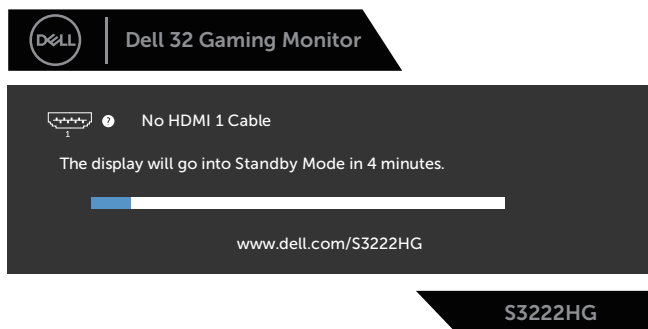 DELL
Dell 32 Gaming Monitor
? No HDMI 1 Cable
1
The display will go into Standby Mode in 4 minutes.
www.dell.com/S3222HG
S3222HG